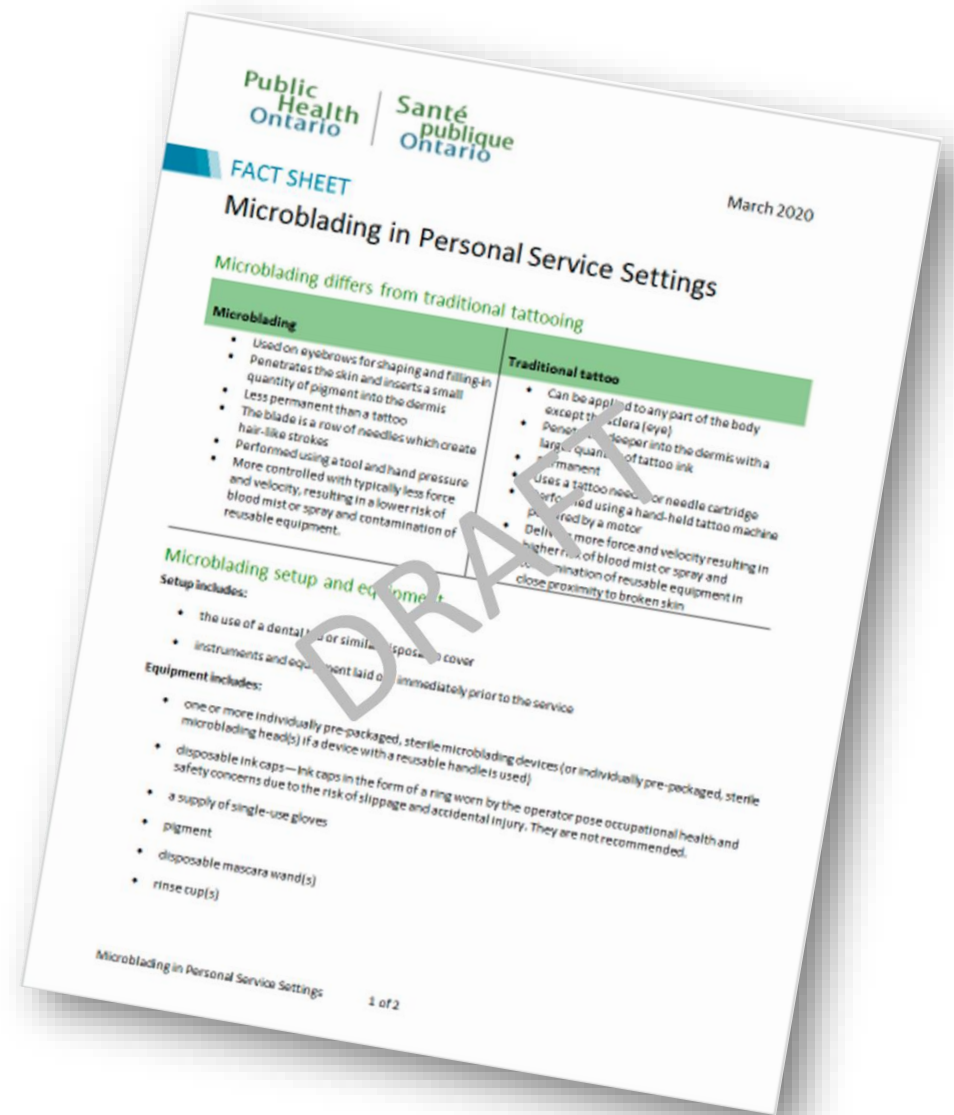 Public
Health
Ontario
Santé
publique
Ontario
FACT SHEET
March 2020
Microblading in Personal Service Settings
Microblading differs from traditional tattooing
Microblading
• Used on eyebrows for shaping and filling-in
• Penetrates the skin and inserts a small
quantity of pigment into the dermis
• Less permanent than a tattoo
• The blade is a row of needles which create
hair-like strokes
• Performed using a tool and hand pressure
• More controlled with typically less force
and velocity, resulting in a lower risk of
blood mist or spray and contamination of
reusable equipment.
Traditional tattoo
• Can be applied to any part of the body
except the sclera (eye)
• deeper into the dermis with a
larger quantity of tattoo ink
• Permanent
• Uses a tattoo needle or needle cartridge
• Performed using a hand-held tattoo machine
powered by a motor
• Delivers more force and velocity resulting in
higher risk of blood mist or spray and
contamination of reusable equipment in
close proximity to broken skin
Microblading setup and equipment
Setup includes:
• the use of a dental or similar disposable cover
• instruments and equipment laid out immediately prior to the service
Equipment includes:
• one or more individually pre-packaged, sterile microblading devices (or individually pre-packaged, sterile
microblading head(s) if a device with a reusable handle is used)
• disposable ink caps—Ink caps in the form of a ring worn by the operator pose occupational health and
safety concerns due to the risk of slippage and accidental injury. They are not recommended.
• a supply of single-use gloves
• pigment
• disposable mascara wand(s)
• rinse cup(s)
DRAFT
Microblading in Personal Service Settings 1 of 2